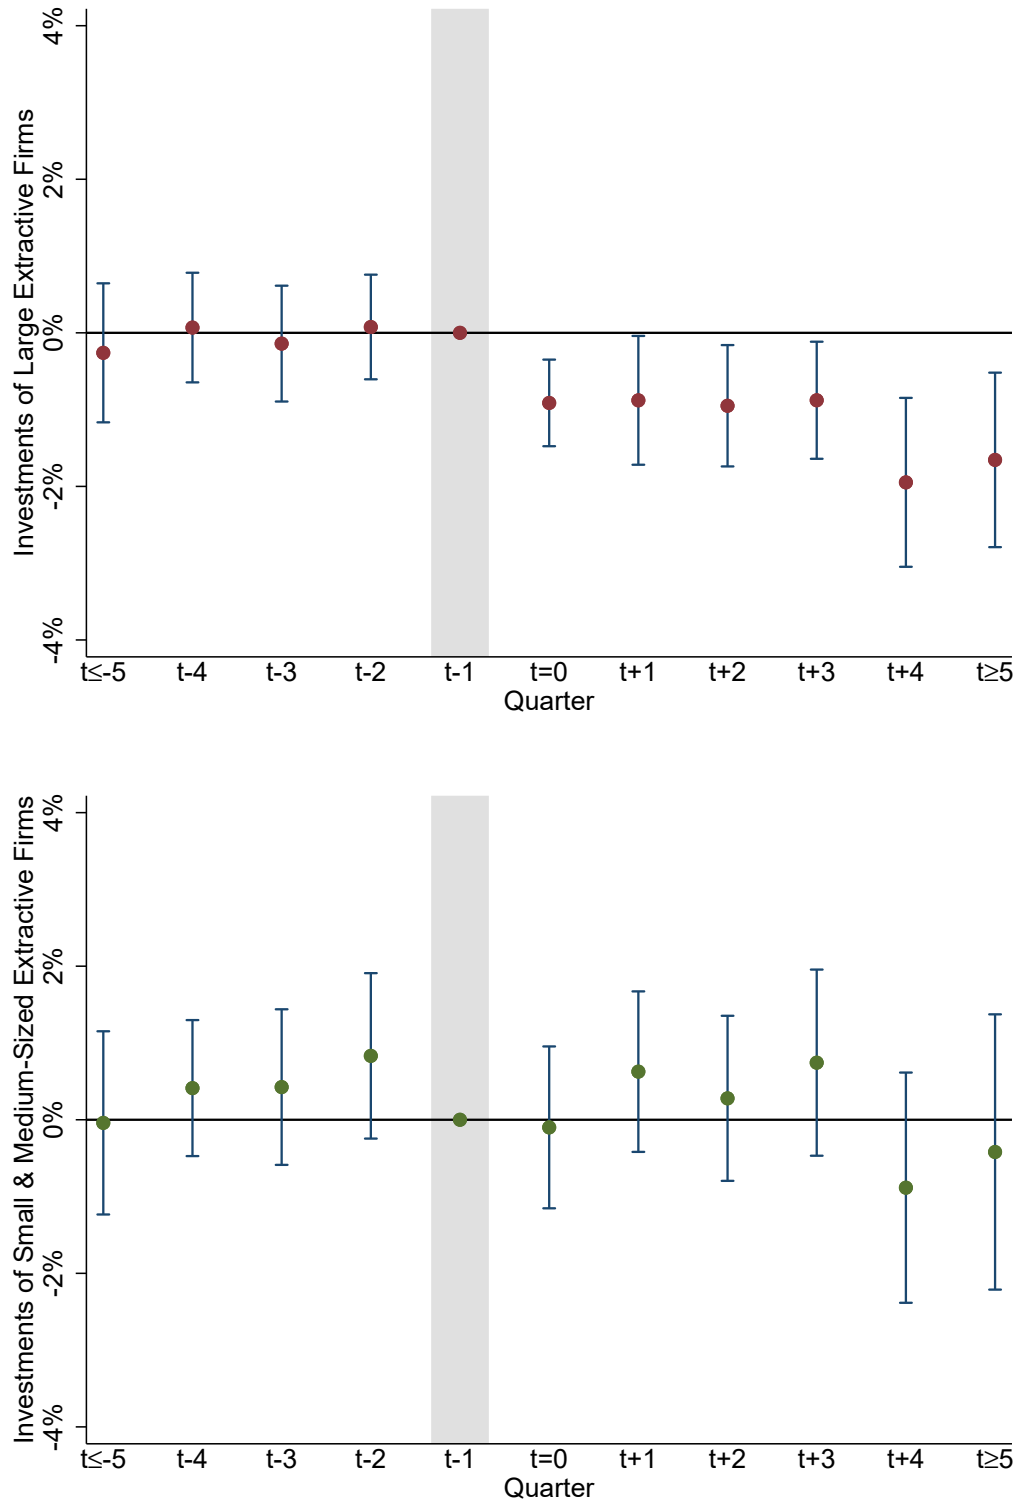 Investments of Large Extractive Firms
4%
2%
0%
-2%
-4%
t≤-5 t-4 t-3 t-2 t-1 t=0 t+1 t+2 t+3 t+4 t≥5
Quarter
Investments of Small & Medium-Sized Extractive Firms
4%
2%
0%
-2%
-4%
t≤-5 t-4 t-3 t-2 t-1 t=0 t+1 t+2 t+3 t+4 t≥5
Quarter